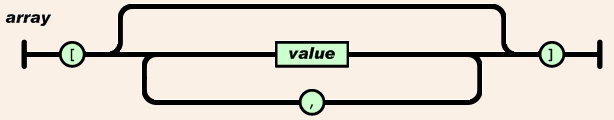 array
[ value ]
,